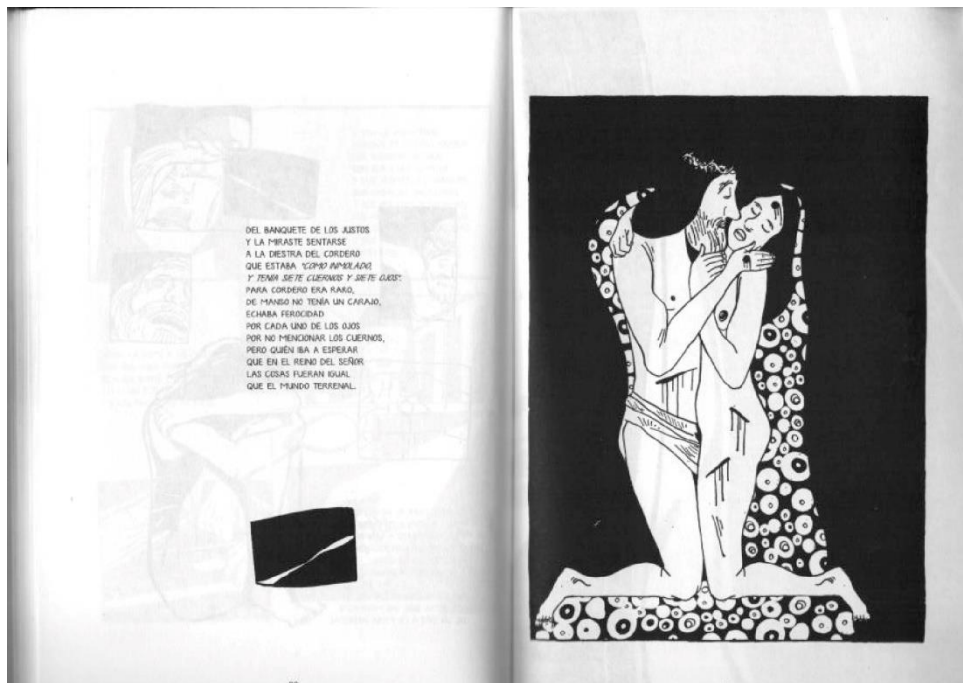 DEL BANQUETE DE LOS JUSTOS
Y LA MIRASTE SENTARSE
A LA DIESTRA DEL CORDERO
QUE ESTABA "COMO INMOLADO,
Y TENÍA SIETE CUERNOS Y SIETE OJOS".
PARA CORDERO ERA RARO,
DE MANSO NO TENÍA UN CARAJO,
ECHABA FEROCIDAD
POR CADA UNO DE LOS OJOS
POR NO MENCIONAR LOS CUERNOS,
PERO QUIÉN IBA A ESPERAR
QUE EN EL REINO DEL SEÑOR
LAS COSAS FUERAN IGUAL
QUE EL MUNDO TERRENAL.